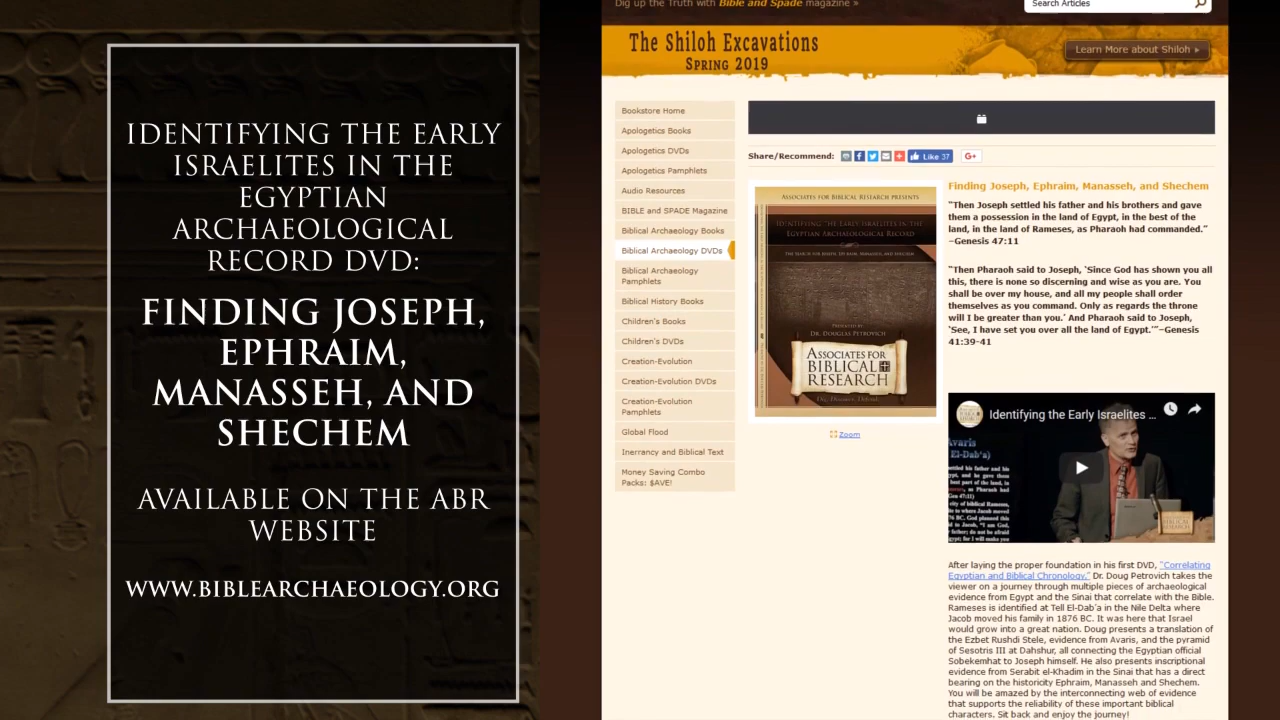 IDENTIFYING THE EARLY
ISRAELITES IN THE
EGYPTIAN
ARCHAEOLOGICAL
RECORD DVD:
FINDING JOSEPH,
EPHRAIM,
MANASSEH, AND
SHECHEM
AVAILABLE ON THE ABR
WEBSITE
WWW.BIBLEARCHAEOLOGY.ORG
Dig up the Truth with Bible and Spade magazine »
Search Articles
The Shiloh Excavations
SPRING 2019
Learn More about Shiloh ▸
Bookstore Home
Apologetics Books
Apologetics DVDs
Apologetics Pamphlets
Audio Resources
BIBLE and SPADE Magazine
Biblical Archaeology Books
Biblical Archaeology DVDs
Biblical Archaeology
Pamphlets
Biblical History Books
Children's Books
Children's DVDs
Creation-Evolution
Creation-Evolution DVDs
Creation-Evolution
Pamphlets
Global Flood
Inerrancy and Biblical Text
Money Saving Combo
Packs: $AVE!
Share/Recommend:
Like 37
G+
ASSOCIATES FOR BIBLICAL RESEARCH PRESENTS
IDENTIFYING THE EARLY ISRAELITES IN THE
EGYPTIAN ARCHAEOLOGICAL RECORD
THE SEARCH FOR JOSEPH, EPHRAIM, MANASSEH, AND SHECHEM
PRESENTED BY
DR. DOUGLAS PETROVICH
ASSOCIATES FOR
BIBLICAL
RESEARCH
Dig. Discover. Defend.
Zoom
Finding Joseph, Ephraim, Manasseh, and Shechem
“Then Joseph settled his father and his brothers and gave
them a possession in the land of Egypt, in the best of the
land, in the land of Rameses, as Pharaoh had commanded.”
–Genesis 47:11
“Then Pharaoh said to Joseph, ‘Since God has shown you all
this, there is none so discerning and wise as you are. You
shall be over my house, and all my people shall order
themselves as you command. Only as regards the throne
will I be greater than you.’ And Pharaoh said to Joseph,
‘See, I have set you over all the land of Egypt.’”–Genesis
41:39-41
Identifying the Early Israelites ...
Avaris
El-Dab'a)
After laying the proper foundation in his first DVD, “Correlating
Egyptian and Biblical Chronology,” Dr. Doug Petrovich takes the
viewer on a journey through multiple pieces of archaeological
evidence from Egypt and the Sinai that correlate with the Bible.
Rameses is identified at Tell El-Dab'a in the Nile Delta where
Jacob moved his family in 1876 BC. It was here that Israel
would grow into a great nation. Doug presents a translation of
the Ezbet Rushdi Stele, evidence from Avaris, and the pyramid
of Sesotris III at Dahshur, all connecting the Egyptian official
Sobekemhat to Joseph himself. He also presents inscriptional
evidence from Serabit el-Khadim in the Sinai that has a direct
bearing on the historicity Ephraim, Manasseh and Shechem.
You will be amazed by the interconnecting web of evidence
that supports the reliability of these important biblical
characters. Sit back and enjoy the journey!